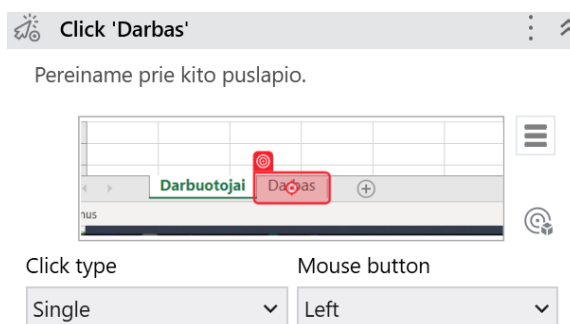 Click 'Darbas'
Pereiname prie kito puslapio.
Darbuotojai Darbas
nus
Click type Mouse button
Single Left